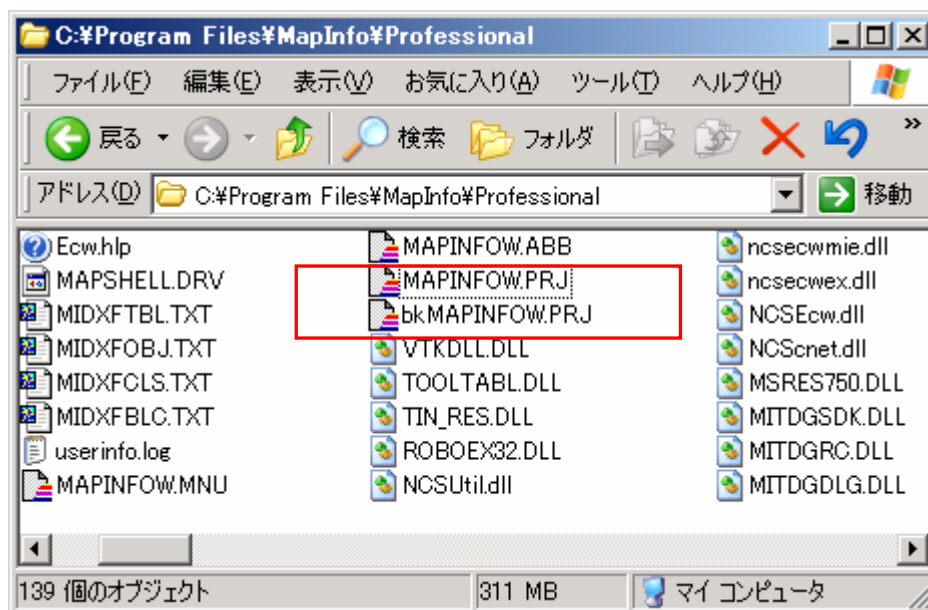 C:¥Program Files¥MapInfo¥Professional
ファイル(F) 編集(E) 表示(V) お気に入り(A) ツール(T) ヘルプ(H)
戻る 検索 フォルダ »
アドレス(D) C:¥Program Files¥MapInfo¥Professional 移動
Ecw.hlp MAPINFOW.ABB ncsecwmie.dll
MAPSHELL.DRV MAPINFOW.PRJ ncsecwex.dll
MIDXFTBL.TXT bkMAPINFOW.PRJ NCSEcw.dll
MIDXFOBJ.TXT VTKDLL.DLL NCScnet.dll
MIDXFCLS.TXT TOOLTABL.DLL MSRES750.DLL
MIDXFBLC.TXT TIN_RES.DLL MITDGSDK.DLL
userinfo.log ROBOEX32.DLL MITDGRC.DLL
MAPINFOW.MNU NCSUtil.dll MITDGDLG.DLL
139 個のオブジェクト 311 MB マイ コンピュータ